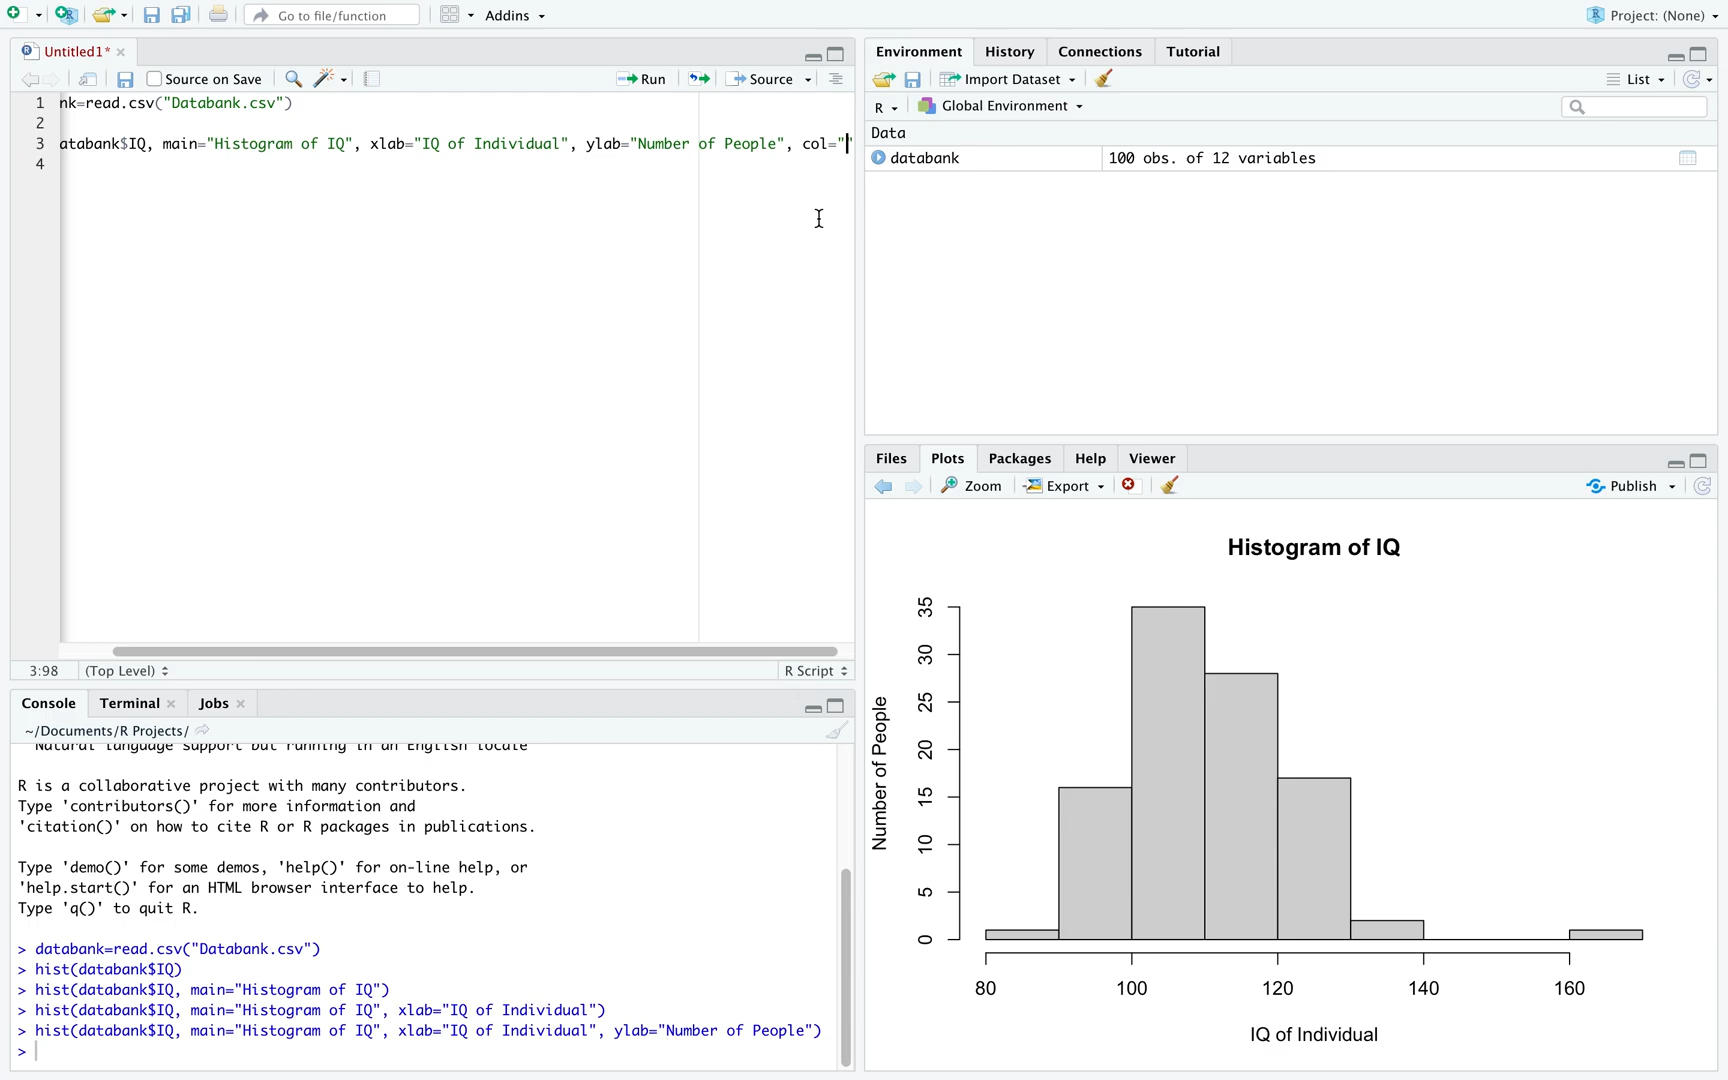 Go to file/function
Addins
Project: (None)
Untitled1*
Source on Save
Run
Source
1 nk=read.csv("Databank.csv")
2
3 atabank$IQ, main="Histogram of IQ", xlab="IQ of Individual", ylab="Number of People", col=""
4
3:98
(Top Level)
R Script
Console
Terminal
Jobs
~/Documents/R Projects/
Natural language support but running in an English locale
R is a collaborative project with many contributors.
Type 'contributors()' for more information and
'citation()' on how to cite R or R packages in publications.
Type 'demo()' for some demos, 'help()' for on-line help, or
'help.start()' for an HTML browser interface to help.
Type 'q()' to quit R.
> databank=read.csv("Databank.csv")
> hist(databank$IQ)
> hist(databank$IQ, main="Histogram of IQ")
> hist(databank$IQ, main="Histogram of IQ", xlab="IQ of Individual")
> hist(databank$IQ, main="Histogram of IQ", xlab="IQ of Individual", ylab="Number of People")
>
Environment
History
Connections
Tutorial
Import Dataset
List
R
Global Environment
Data
databank
100 obs. of 12 variables
Files
Plots
Packages
Help
Viewer
Zoom
Export
Publish
Histogram of IQ
Number of People
35
30
25
20
15
10
5
0
80
100
120
140
160
IQ of Individual